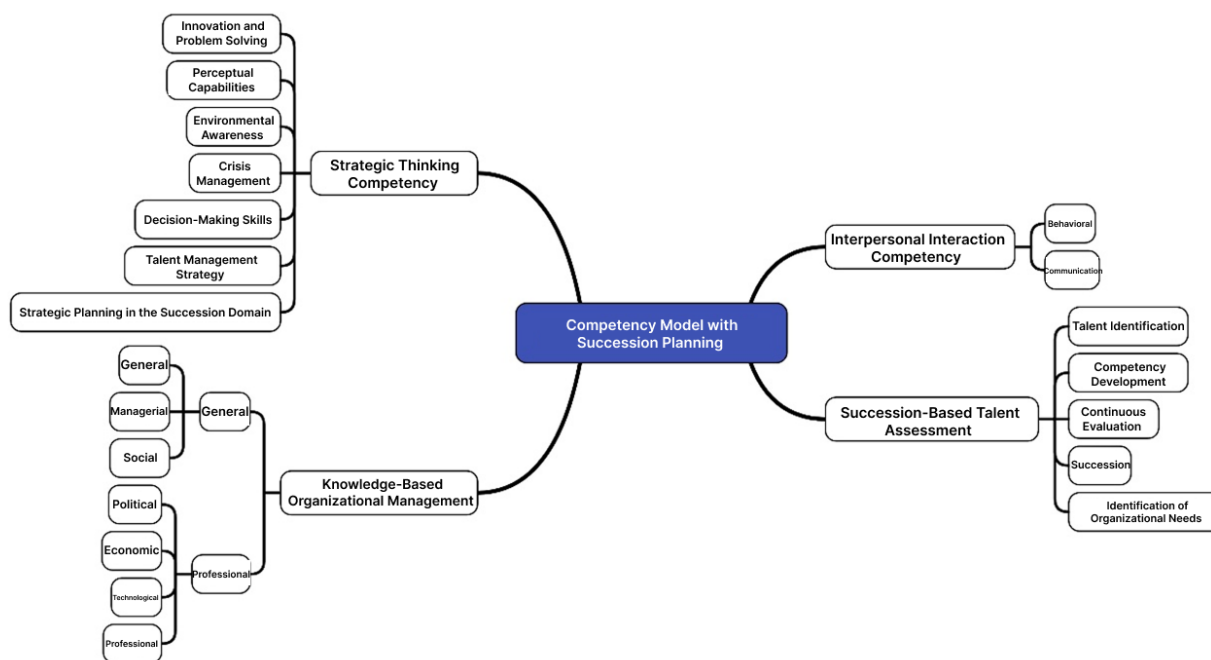 Innovation and
Problem Solving
Perceptual
Capabilities
Environmental
Awareness
Crisis
Management
Decision-Making Skills
Talent Management
Strategy
Strategic Planning in the Succession Domain
Strategic Thinking
Competency
General
Managerial
Social
General
Political
Economic
Technological
Professional
Professional
Knowledge-Based
Organizational Management
Competency Model with
Succession Planning
Interpersonal Interaction
Competency
Behavioral
Communication
Succession-Based Talent
Assessment
Talent Identification
Competency
Development
Continuous
Evaluation
Succession
Identification of
Organizational Needs